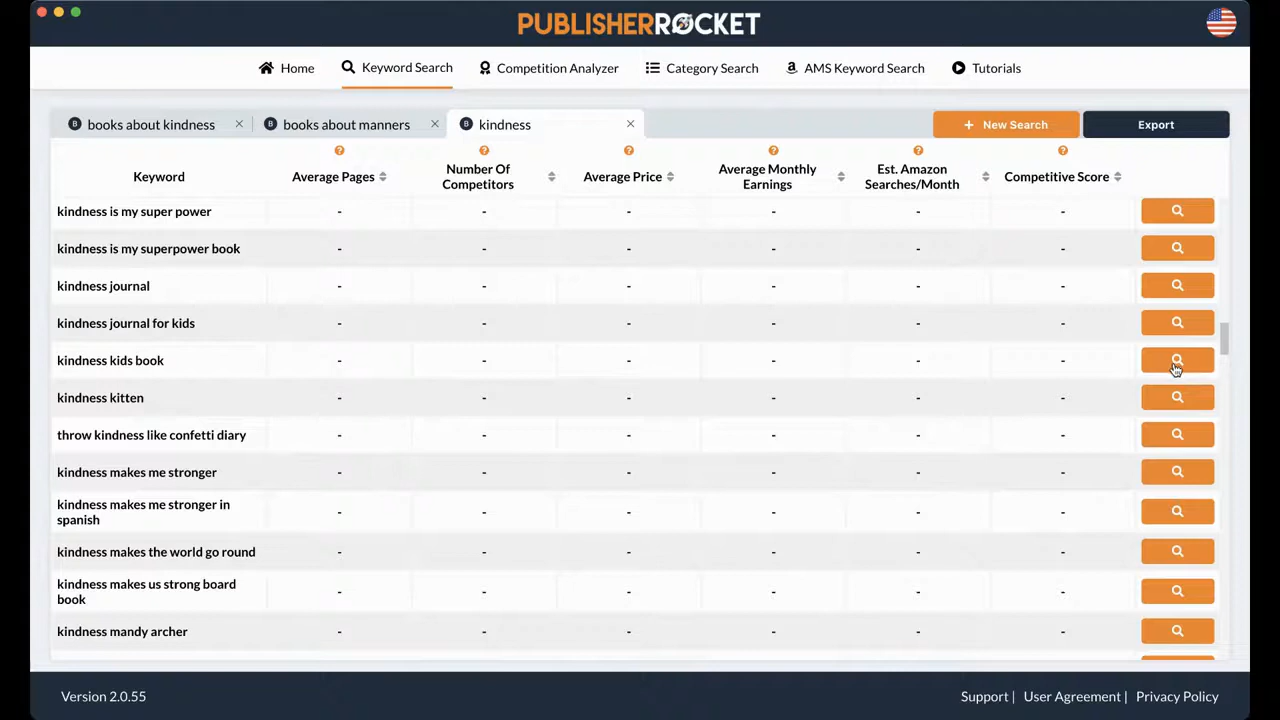 PUBLISHERROCKET
Home
Keyword Search
Competition Analyzer
Category Search
AMS Keyword Search
Tutorials
B books about kindness ×
B books about manners ×
B kindness ×
+ New Search
Export
? ? ? ? ? ?
Keyword
Average Pages
Number Of
Competitors
Average Price
Average Monthly
Earnings
Est. Amazon
Searches/Month
Competitive Score
kindness is my super power - - - - - -
kindness is my superpower book - - - - - -
kindness journal - - - - - -
kindness journal for kids - - - - - -
kindness kids book - - - - - -
kindness kitten - - - - - -
throw kindness like confetti diary - - - - - -
kindness makes me stronger - - - - - -
kindness makes me stronger in
spanish - - - - - -
kindness makes the world go round - - - - - -
kindness makes us strong board
book - - - - - -
kindness mandy archer - - - - - -
Version 2.0.55
Support | User Agreement | Privacy Policy